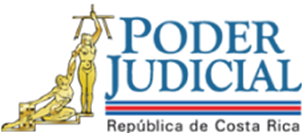 PODER
JUDICIAL
República de Costa Rica